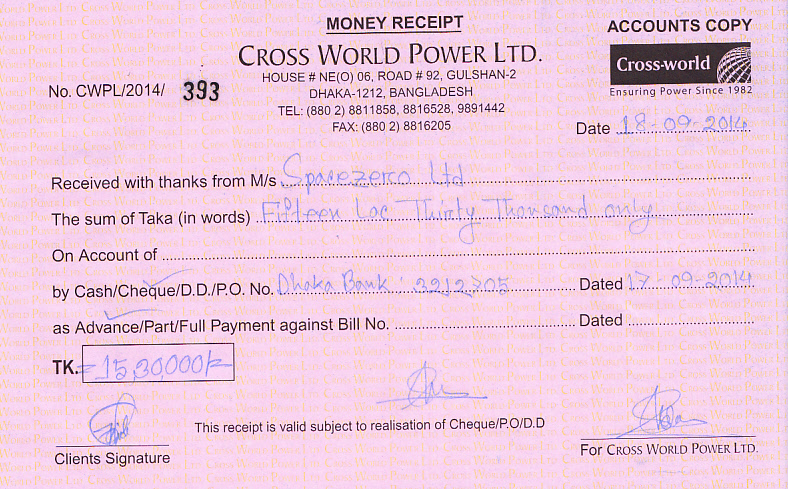 MONEY RECEIPT
ACCOUNTS COPY
CROSS WORLD POWER LTD.
Cross-world
Ensuring Power Since 1982
HOUSE # NE(O) 06, ROAD # 92, GULSHAN-2
DHAKA-1212, BANGLADESH
TEL: (880 2) 8811858, 8816528, 9891442
FAX: (880 2) 8816205
No. CWPL/2014/ 393
Date 18-09-2014
Received with thanks from M/s Spacezero Ltd
The sum of Taka (in words) Fifteen Lac Thirty Thousand only
On Account of
by Cash/Cheque/D.D./P.O. No. Dhaka Bank : 3212705 Dated 17-09-2014
as Advance/Part/Full Payment against Bill No. Dated
TK. =15,30,000/=
This receipt is valid subject to realisation of Cheque/P.O/D.D
Clients Signature
For CROSS WORLD POWER LTD.